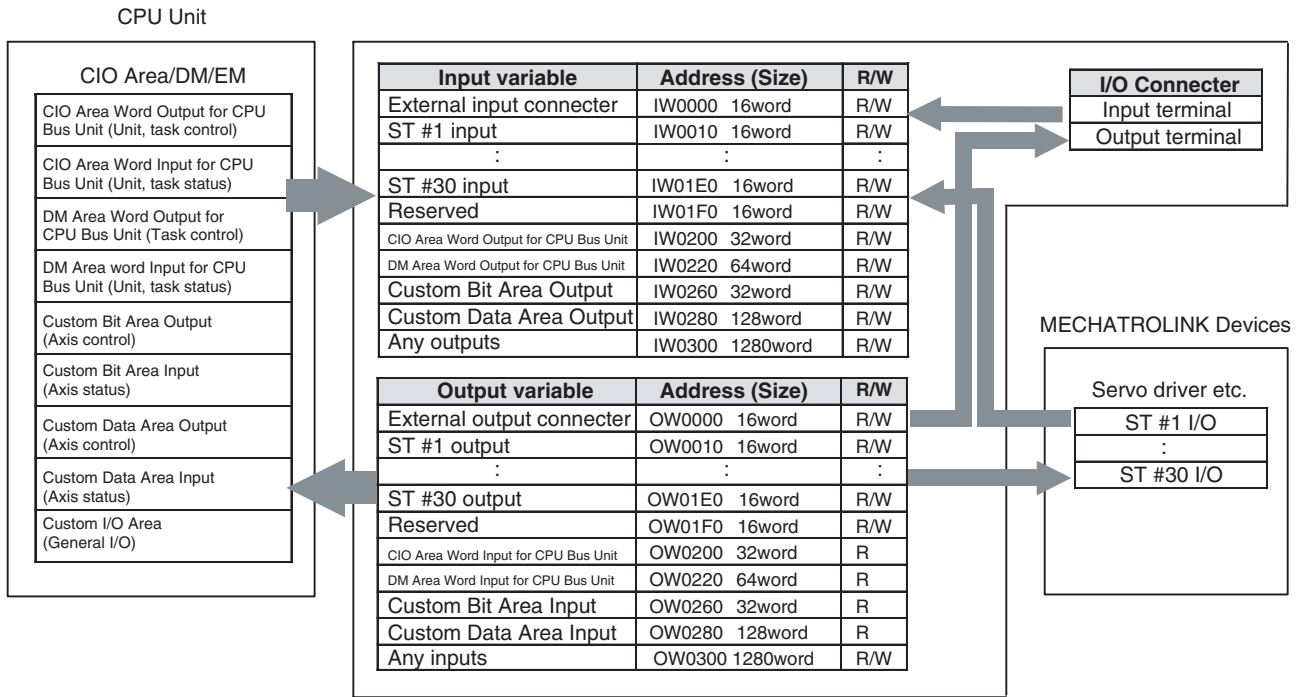 CPU Unit
CIO Area/DM/EM
CIO Area Word Output for CPU
Bus Unit (Unit, task control)
CIO Area Word Input for CPU
Bus Unit (Unit, task status)
DM Area Word Output for
CPU Bus Unit (Task control)
DM Area word Input for CPU
Bus Unit (Unit, task status)
Custom Bit Area Output
(Axis control)
Custom Bit Area Input
(Axis status)
Custom Data Area Output
(Axis control)
Custom Data Area Input
(Axis status)
Custom I/O Area
(General I/O)
Input variable Address (Size) R/W
External input connecter IW0000 16word R/W
ST #1 input IW0010 16word R/W
: : :
ST #30 input IW01E0 16word R/W
Reserved IW01F0 16word R/W
CIO Area Word Output for CPU Bus Unit IW0200 32word R/W
DM Area Word Output for CPU Bus Unit IW0220 64word R/W
Custom Bit Area Output IW0260 32word R/W
Custom Data Area Output IW0280 128word R/W
Any outputs IW0300 1280word R/W
Output variable Address (Size) R/W
External output connecter OW0000 16word R/W
ST #1 output OW0010 16word R/W
: : :
ST #30 output OW01E0 16word R/W
Reserved OW01F0 16word R/W
CIO Area Word Input for CPU Bus Unit OW0200 32word R
DM Area Word Input for CPU Bus Unit OW0220 64word R
Custom Bit Area Input OW0260 32word R
Custom Data Area Input OW0280 128word R
Any inputs OW0300 1280word R/W
I/O Connecter
Input terminal
Output terminal
MECHATROLINK Devices
Servo driver etc.
ST #1 I/O
:
ST #30 I/O